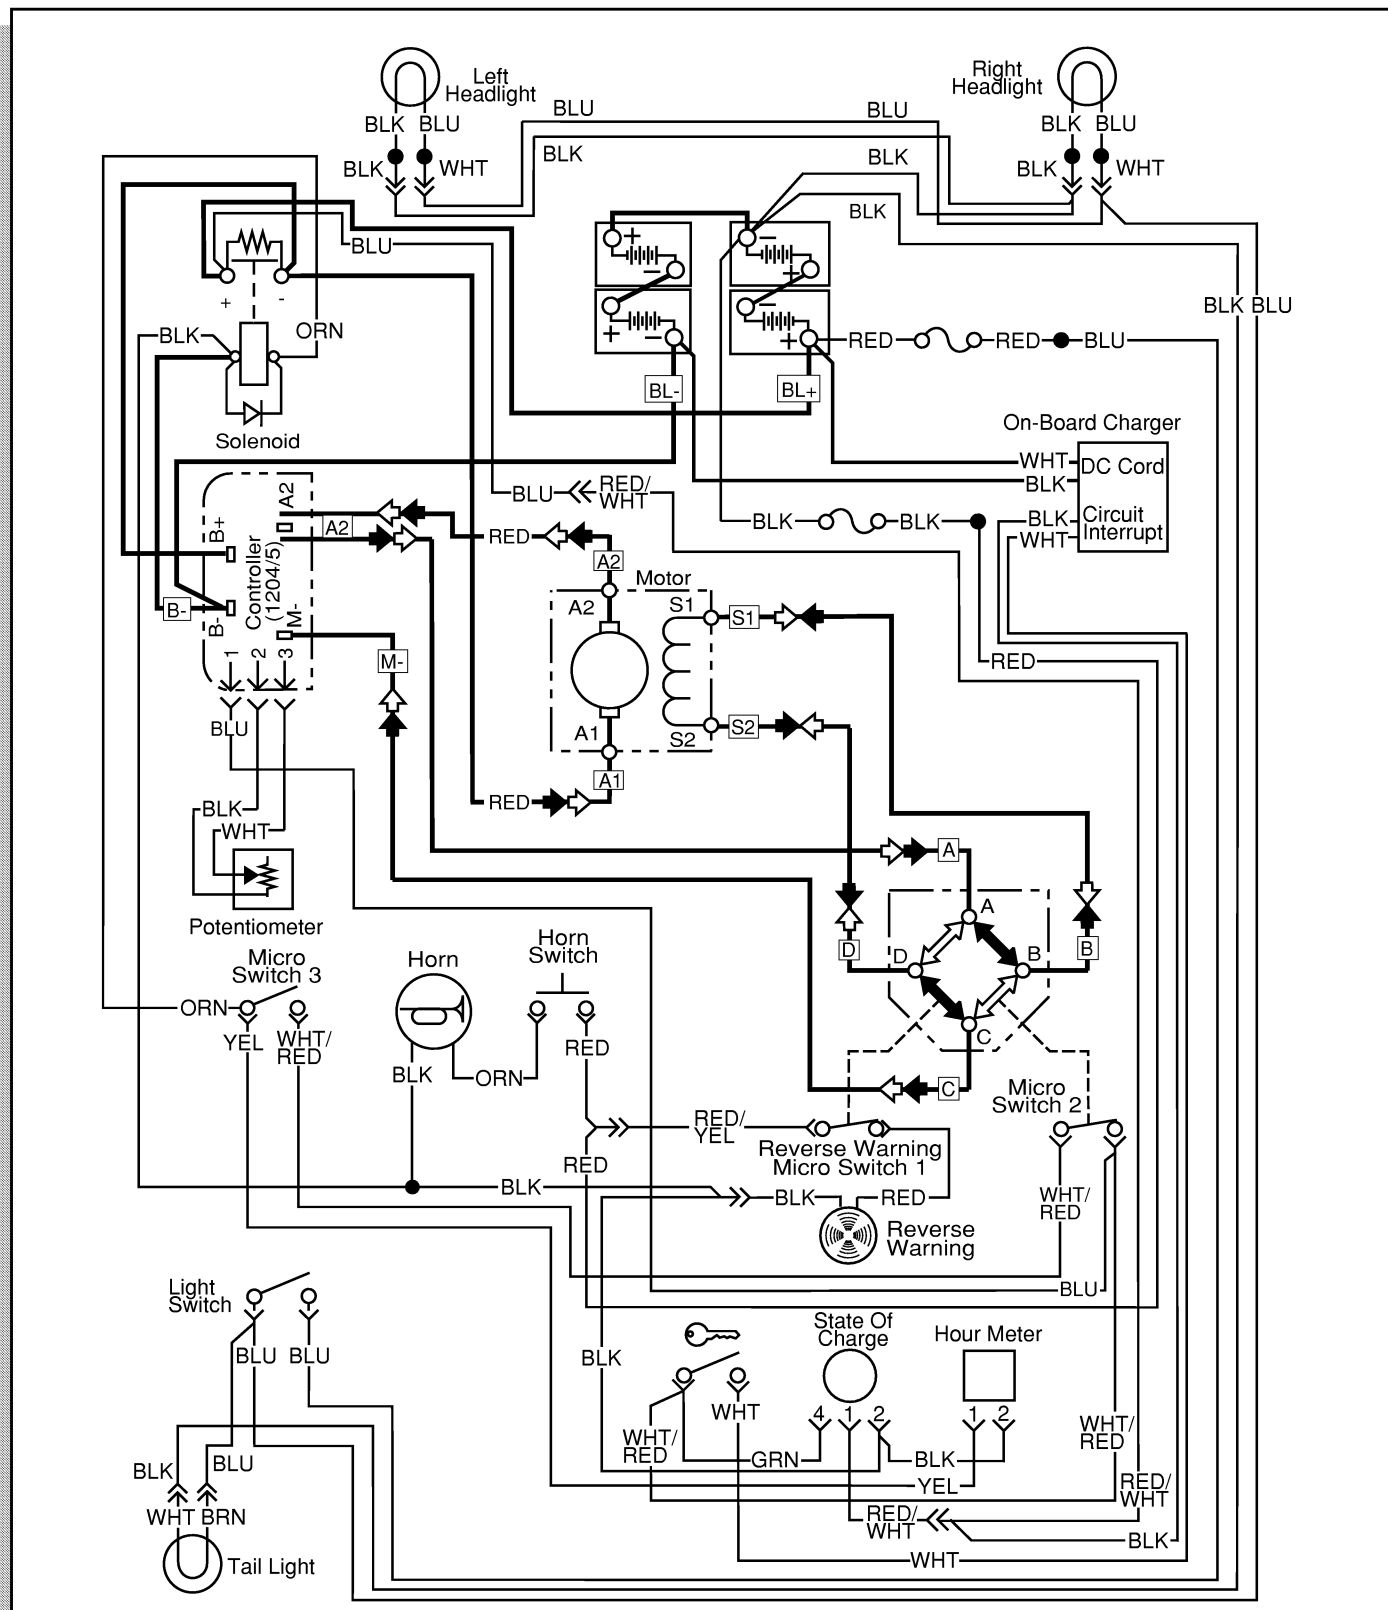 Left
Headlight
Right
Headlight
BLK BLU
BLU
BLU
BLK BLU
BLK WHT
BLK
BLK
BLK WHT
BLK
BLU
+ -
+ -
- +
BLK BLU
+ -
BLK ORN
+ -
- +
RED RED BLU
BL- BL+
Solenoid
On-Board Charger
WHT DC Cord
BLK
BLU RED/
WHT
BLK BLK
BLK Circuit
WHT Interrupt
A2
B+
A2
Controller
(1204/5)
M-
B-
B-
1 2 3
RED
A2
Motor
A2 S1 S1
M-
RED
BLU
A1 S2 S2
A1
RED
BLK
WHT
Potentiometer
A
A
D B C
D B
C
Micro
Switch 3
Horn
Horn
Switch
ORN
YEL WHT/
RED
BLK ORN
RED
Micro
Switch 2
RED/
YEL
Reverse Warning
Micro Switch 1
RED
BLK
BLK RED
WHT/
RED
Reverse
Warning
Light
Switch
BLU
State Of
Charge
Hour Meter
BLU BLU
BLK
WHT
4 1 2
1 2
WHT/
RED
GRN
BLK
WHT/
RED
BLK BLU
YEL
RED/
WHT
WHT BRN
RED/
WHT
BLK
WHT
Tail Light